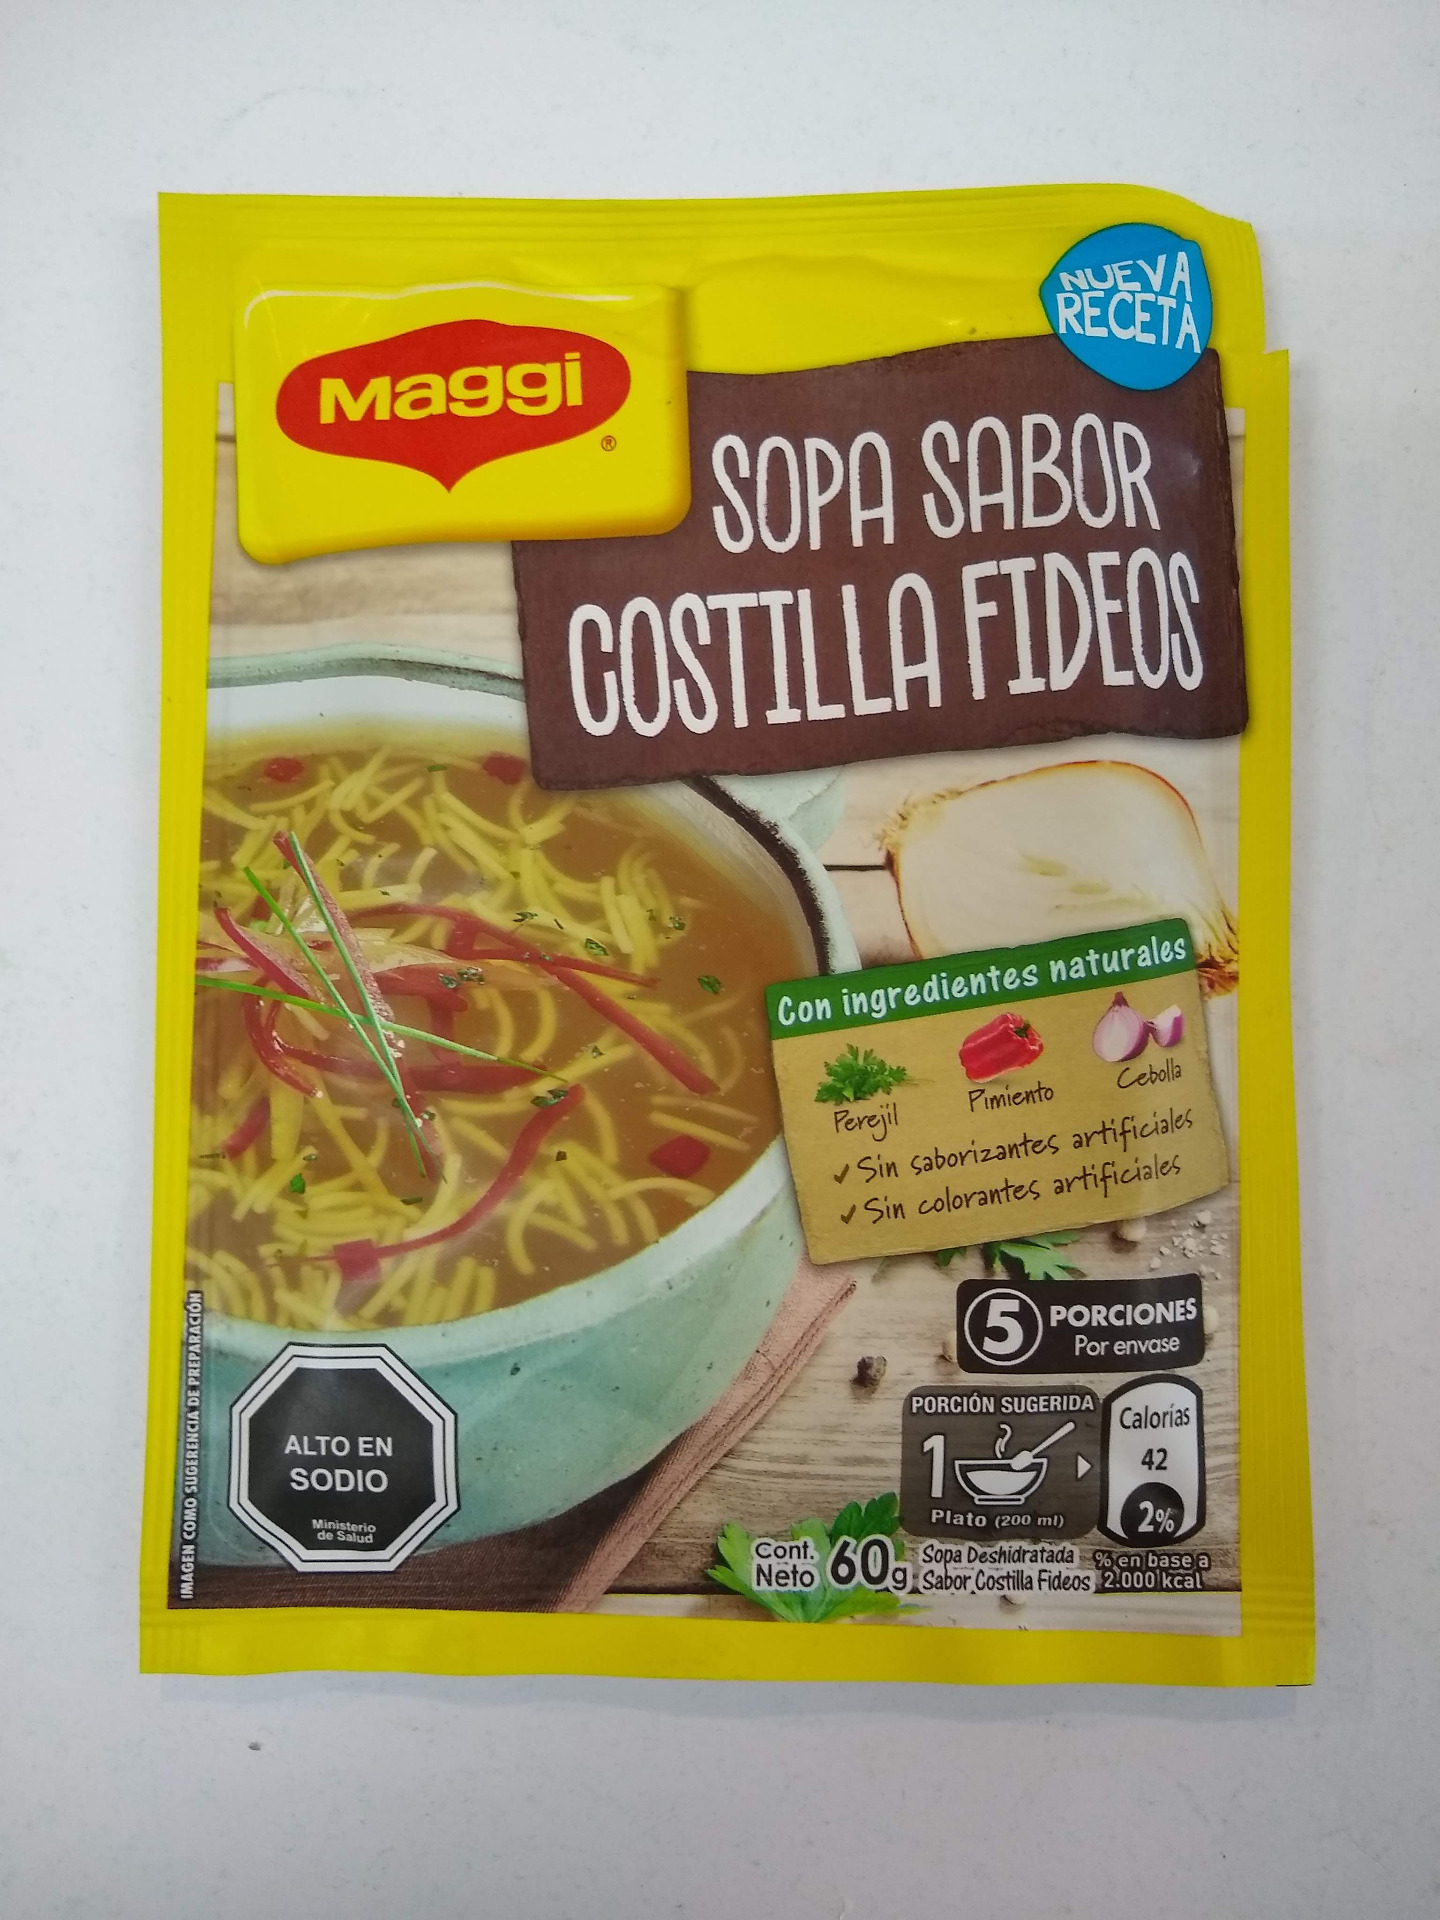 NUEVA
RECETA
Maggi
®
SOPA SABOR
COSTILLA FIDEOS
Con ingredientes naturales
Perejil
Pimiento
Cebolla
✓ Sin saborizantes artificiales
✓ Sin colorantes artificiales
5 PORCIONES
Por envase
PORCIÓN SUGERIDA
1
Plato (200 ml)
Calorías
42
2%
% en base a
2.000 kcal
ALTO EN
SODIO
Ministerio
de Salud
IMAGEN COMO SUGERENCIA DE PREPARACIÓN
Cont.
Neto 60g
Sopa Deshidratada
Sabor Costilla Fideos